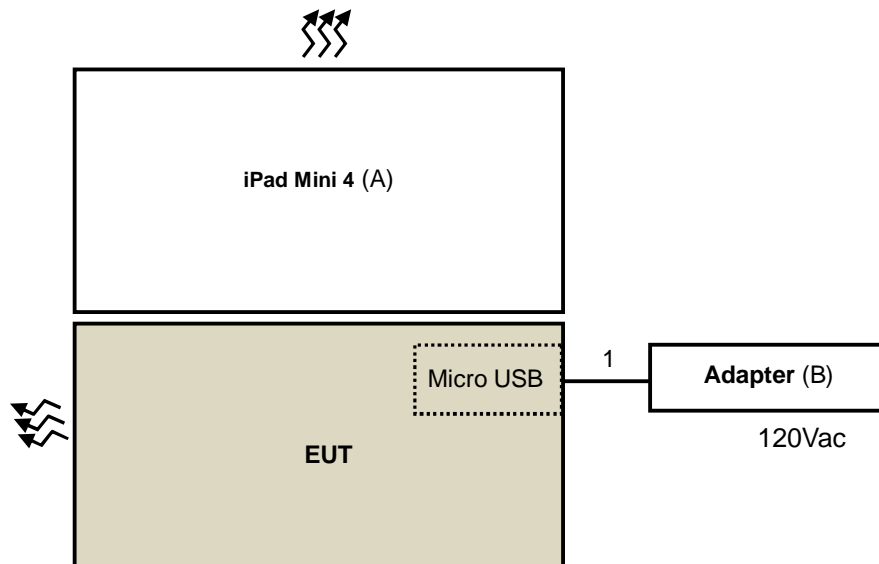 iPad Mini 4 (A)
1
Micro USB
Adapter (B)
120Vac
EUT